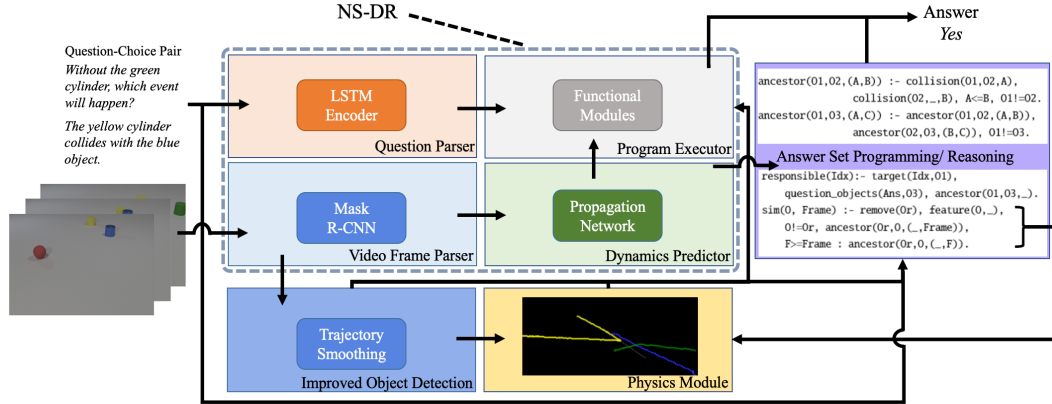 NS-DR
Answer
Yes
Question-Choice Pair
Without the green
cylinder, which event
will happen?
The yellow cylinder
collides with the blue
object.
LSTM
Encoder
Question Parser
Functional
Modules
Program Executor
Mask
R-CNN
Video Frame Parser
Propagation
Network
Dynamics Predictor
Trajectory
Smoothing
Improved Object Detection
Physics Module
ancestor(O1,O2,(A,B)) :- collision(O1,O2,A),
collision(O2,_,B), A<=B, O1!=O2.
ancestor(O1,O3,(A,C)) :- ancestor(O1,O2,(A,B)),
ancestor(O2,O3,(B,C)), O1!=O3.
Answer Set Programming/ Reasoning
responsible(Idx):- target(Idx,O1),
question_objects(Ans,O3), ancestor(O1,O3,_).
sim(O, Frame) :- remove(Or), feature(O,_),
O!=Or, ancestor(Or,O,(_,Frame)),
F>=Frame : ancestor(Or,O,(_,F)).